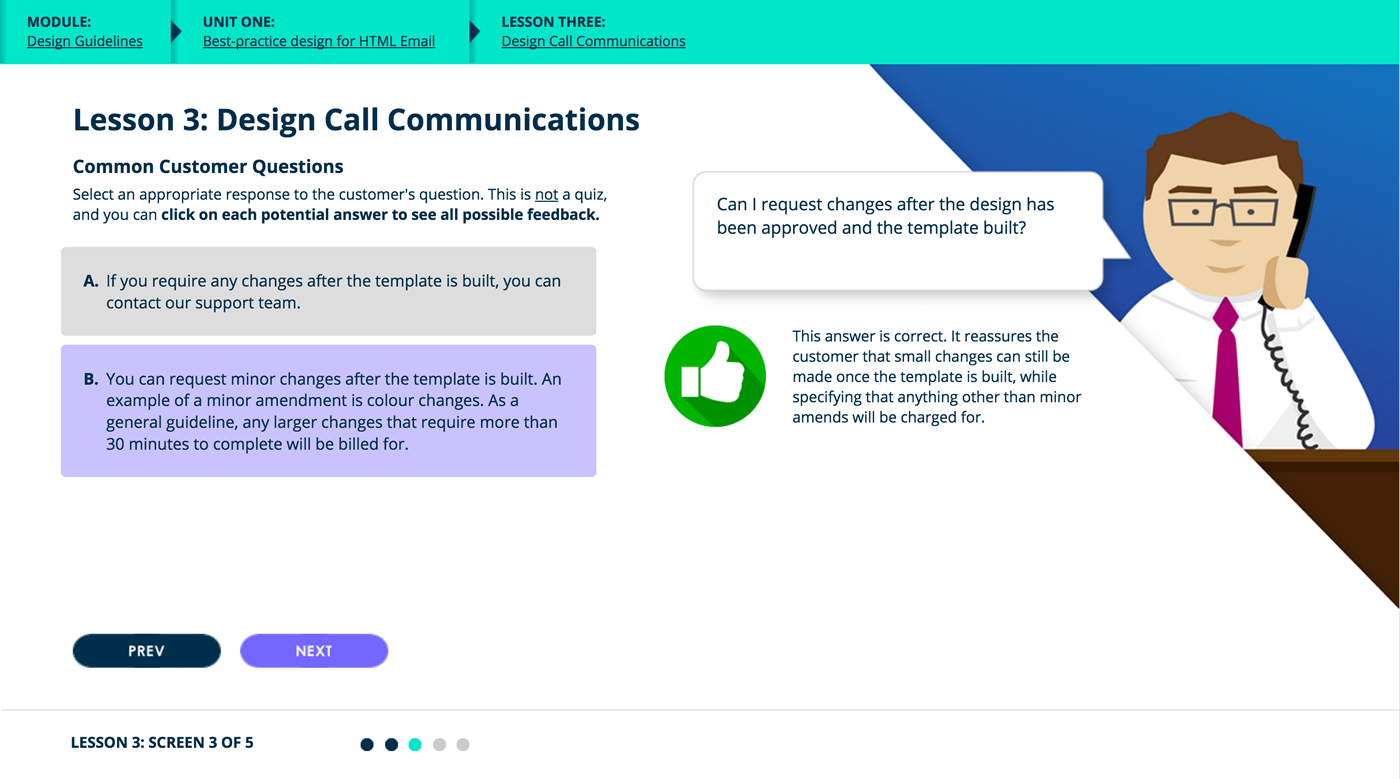 MODULE:
Design Guidelines
UNIT ONE:
Best-practice design for HTML Email
LESSON THREE:
Design Call Communications
Lesson 3: Design Call Communications
Common Customer Questions
Select an appropriate response to the customer's question. This is not a quiz,
and you can click on each potential answer to see all possible feedback.
A. If you require any changes after the template is built, you can
contact our support team.
B. You can request minor changes after the template is built. An
example of a minor amendment is colour changes. As a
general guideline, any larger changes that require more than
30 minutes to complete will be billed for.
Can I request changes after the design has
been approved and the template built?
This answer is correct. It reassures the
customer that small changes can still be
made once the template is built, while
specifying that anything other than minor
amends will be charged for.
PREV
NEXT
LESSON 3: SCREEN 3 OF 5